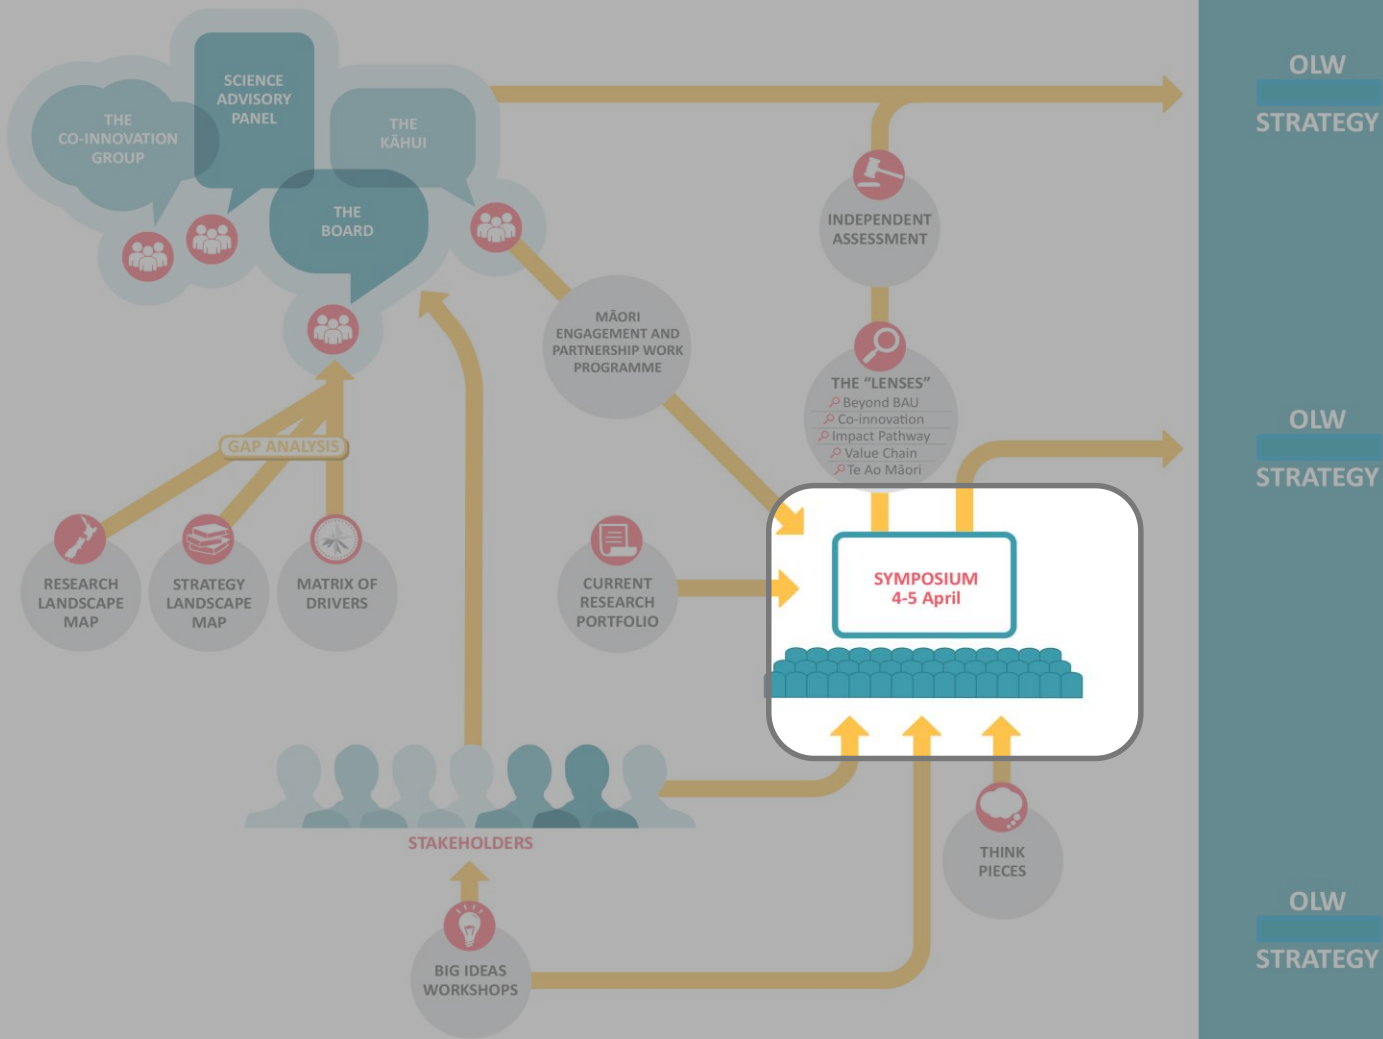 THE
CO-INNOVATION
GROUP
SCIENCE
ADVISORY
PANEL
THE
KĀHUI
THE
BOARD
OLW
STRATEGY
INDEPENDENT
ASSESSMENT
MĀORI
ENGAGEMENT AND
PARTNERSHIP WORK
PROGRAMME
THE “LENSES”
Beyond BAU
Co-innovation
Impact Pathway
Value Chain
Te Ao Māori
OLW
STRATEGY
GAP ANALYSIS
RESEARCH
LANDSCAPE
MAP
STRATEGY
LANDSCAPE
MAP
MATRIX OF
DRIVERS
CURRENT
RESEARCH
PORTFOLIO
SYMPOSIUM
4-5 April
STAKEHOLDERS
THINK
PIECES
BIG IDEAS
WORKSHOPS
OLW
STRATEGY